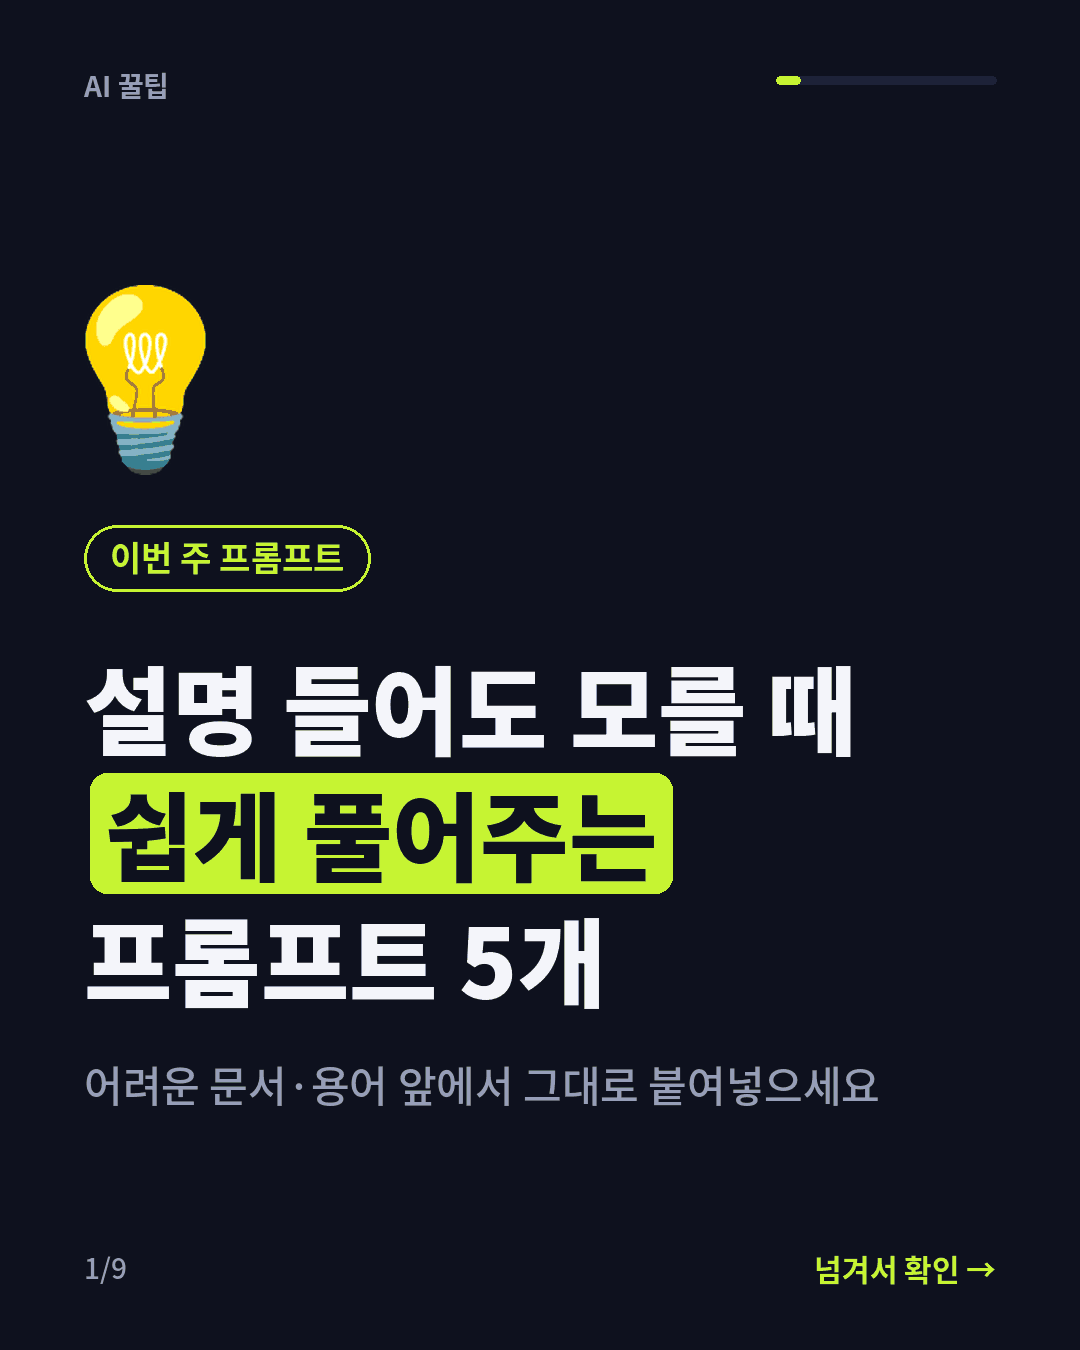 AI 꿀팁
이번 주 프롬프트
설명 들어도 모를 때
쉽게 풀어주는
프롬프트 5개
어려운 문서·용어 앞에서 그대로 붙여넣으세요
1/9
넘겨서 확인 →